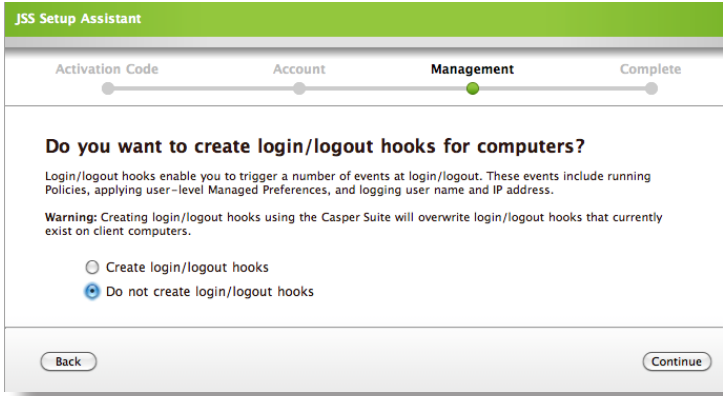 JSS Setup Assistant
Activation Code Account Management Complete
Do you want to create login/logout hooks for computers?
Login/logout hooks enable you to trigger a number of events at login/logout. These events include running
Policies, applying user-level Managed Preferences, and logging user name and IP address.
Warning: Creating login/logout hooks using the Casper Suite will overwrite login/logout hooks that currently
exist on client computers.
Create login/logout hooks
Do not create login/logout hooks
Back Continue